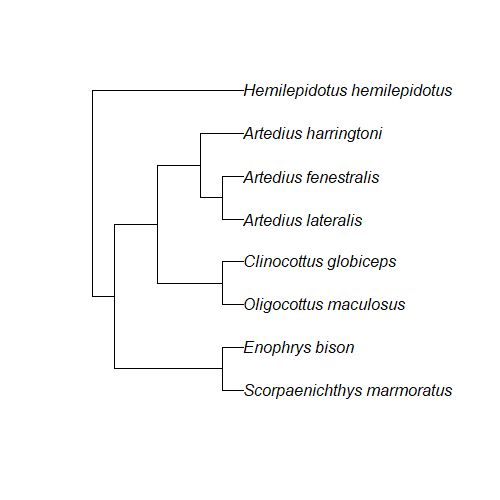 Hemilepidotus hemilepidotus
Artedius harringtoni
Artedius fenestralis
Artedius lateralis
Clinocottus globiceps
Oligocottus maculosus
Enophrys bison
Scorpaenichthys marmoratus